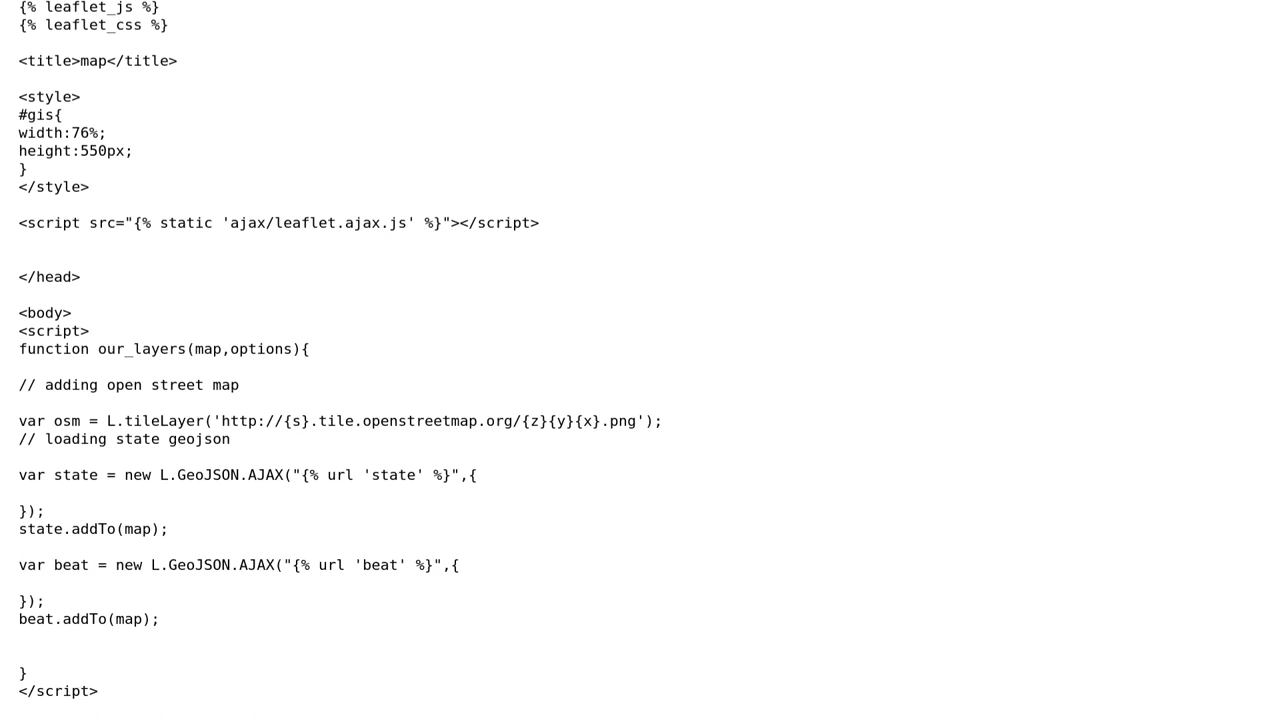 {% leaflet_js %}
{% leaflet_css %}
<title>map</title>
<style>
#gis{
width:76%;
height:550px;
}
</style>
<script src="{% static 'ajax/leaflet.ajax.js' %}"></script>
</head>
<body>
<script>
function our_layers(map,options){
// adding open street map
var osm = L.tileLayer('http://{s}.tile.openstreetmap.org/{z}{y}{x}.png');
// loading state geojson
var state = new L.GeoJSON.AJAX("{% url 'state' %}",{
});
state.addTo(map);
var beat = new L.GeoJSON.AJAX("{% url 'beat' %}",{
});
beat.addTo(map);
}
</script>